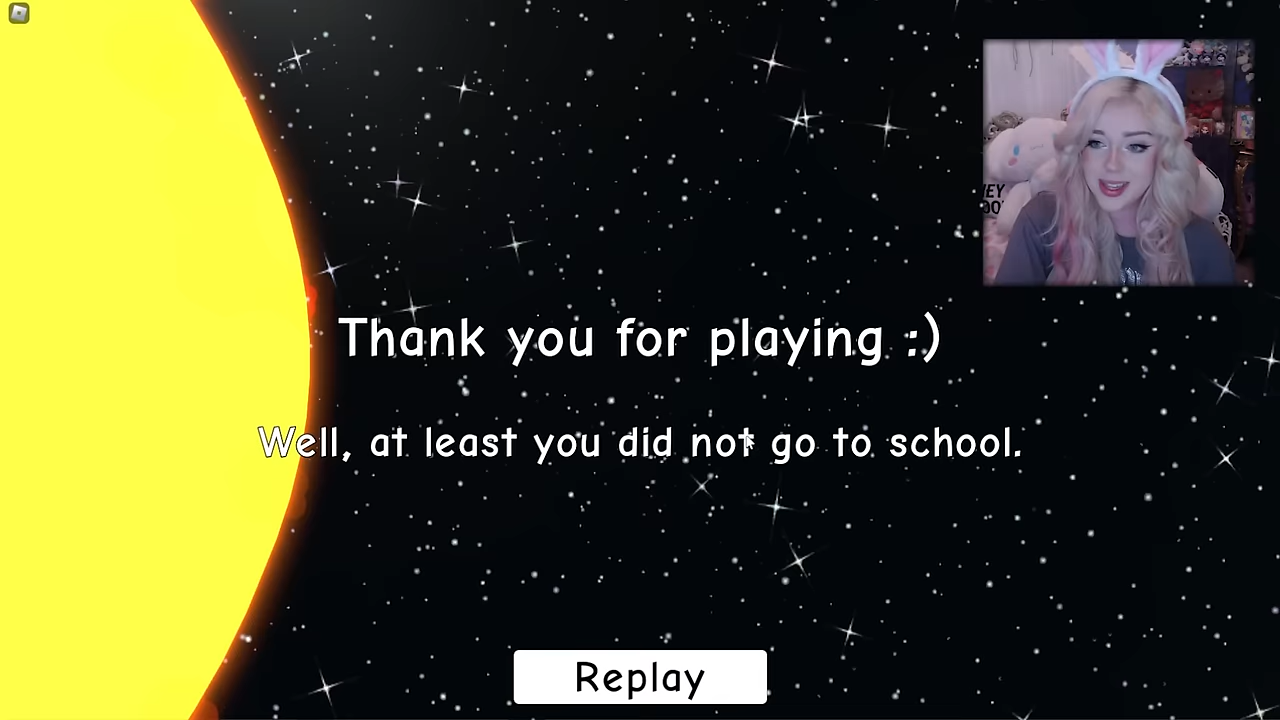 Thank you for playing :)
Well, at least you did not go to school.
Replay